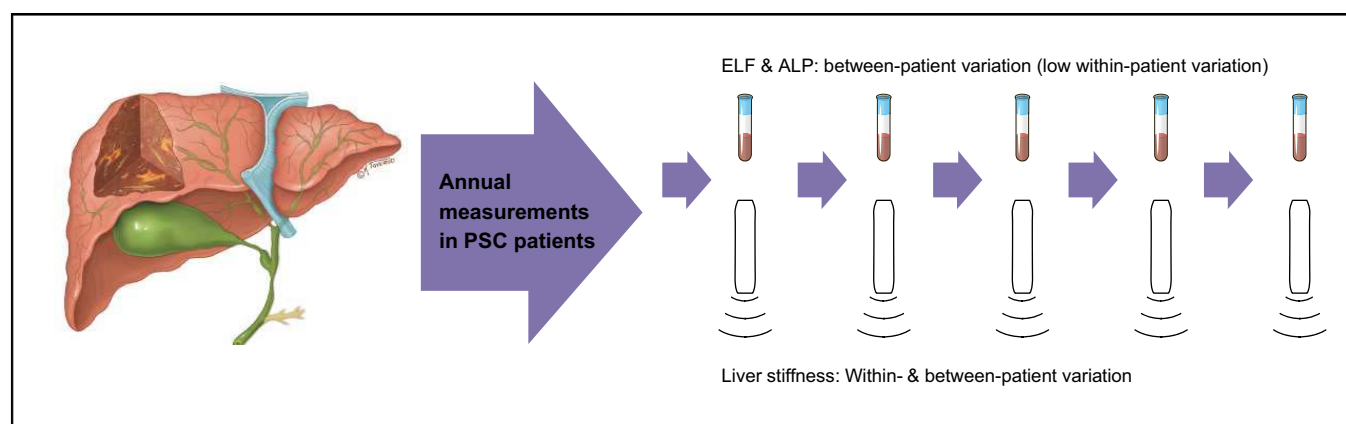 ELF & ALP: between-patient variation (low within-patient variation)
Annual
measurements
in PSC patients
Liver stiffness: Within- & between-patient variation